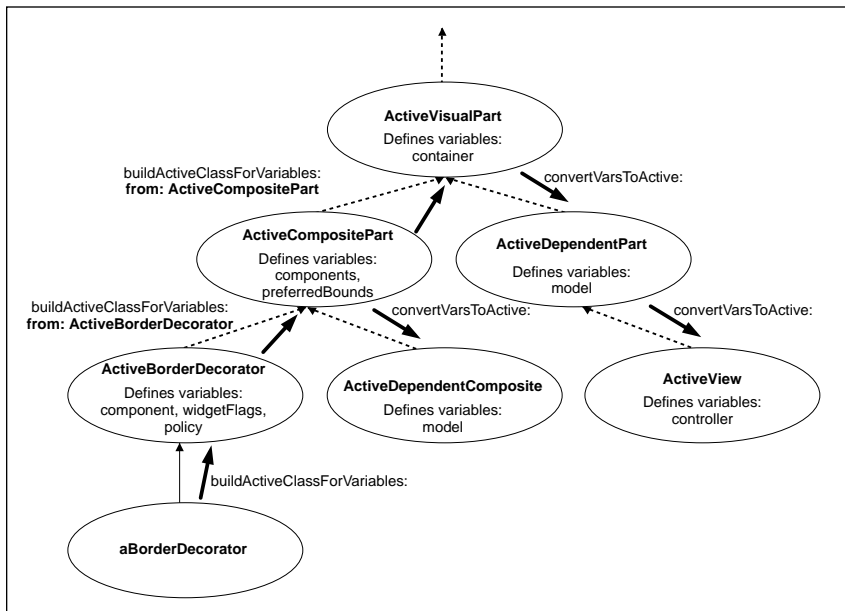 ActiveVisualPart
Defines variables:
container
buildActiveClassForVariables:
from: ActiveCompositePart
convertVarsToActive:
ActiveCompositePart
Defines variables:
components,
preferredBounds
ActiveDependentPart
Defines variables:
model
buildActiveClassForVariables:
from: ActiveBorderDecorator
convertVarsToActive:
convertVarsToActive:
ActiveBorderDecorator
Defines variables:
component, widgetFlags,
policy
ActiveDependentComposite
Defines variables:
model
ActiveView
Defines variables:
controller
buildActiveClassForVariables:
aBorderDecorator